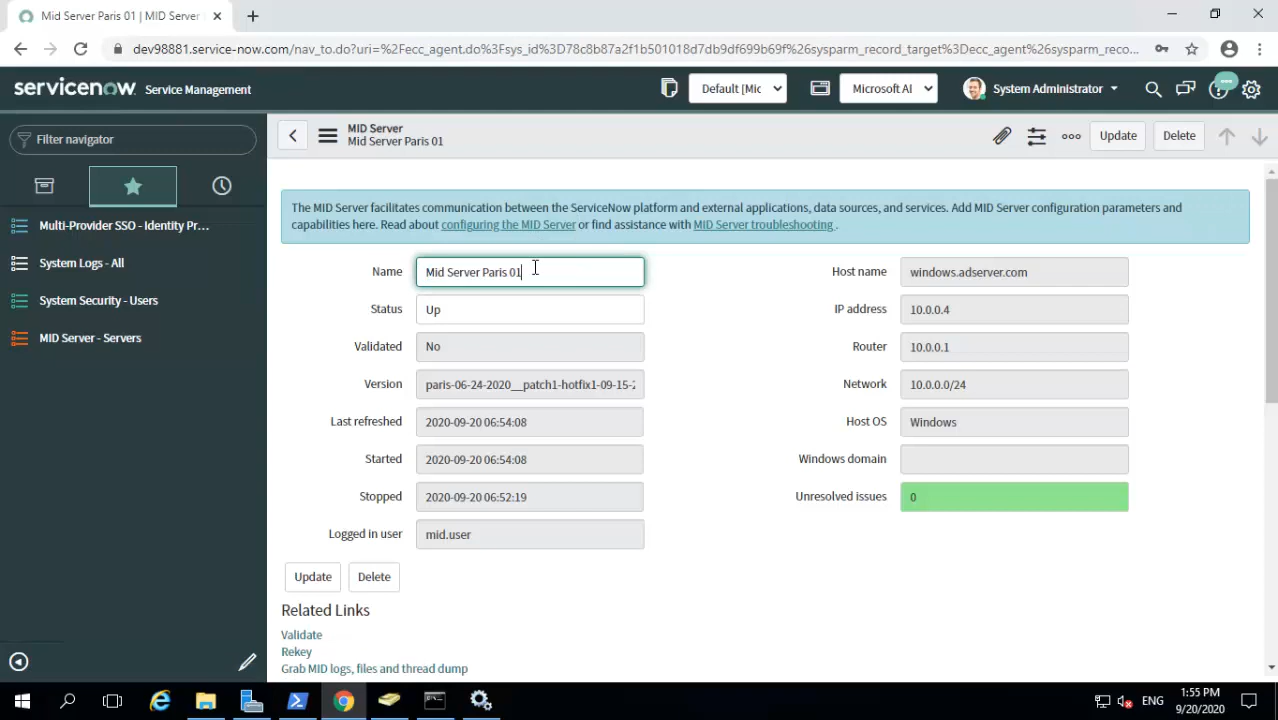 Mid Server Paris 01 | MID Server
dev98881.service-now.com/nav_to.do?uri=%2Fecc_agent.do%3Fsys_id%3D78c8b87a2f1b501018d7db9df699b69f%26sysparm_record_target%3Decc_agent%26sysparm_reco...
servicenow Service Management
Default [Mic
Microsoft AI
System Administrator
Filter navigator
MID Server
Mid Server Paris 01
Update
Delete
Multi-Provider SSO - Identity Pr...
System Logs - All
System Security - Users
MID Server - Servers
The MID Server facilitates communication between the ServiceNow platform and external applications, data sources, and services. Add MID Server configuration parameters and
capabilities here. Read about configuring the MID Server or find assistance with MID Server troubleshooting .
Name Mid Server Paris 01
Host name windows.adserver.com
Status Up
IP address 10.0.0.4
Validated No
Router 10.0.0.1
Version paris-06-24-2020__patch1-hotfix1-09-15-2
Network 10.0.0.0/24
Last refreshed 2020-09-20 06:54:08
Host OS Windows
Started 2020-09-20 06:54:08
Windows domain
Stopped 2020-09-20 06:52:19
Unresolved issues 0
Logged in user mid.user
Update Delete
Related Links
Validate
Rekey
Grab MID logs, files and thread dump
ENG
1:55 PM
9/20/2020